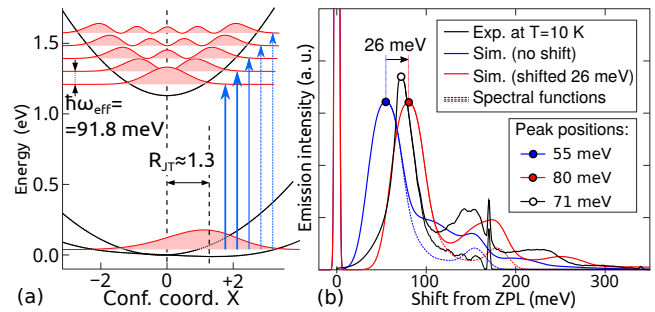 1.5
1.0
0.5
0.0
Energy (eV)
ℏω_eff=
=91.8 meV
R_JT≈1.3
−2
0
+2
(a)
Conf. coord. X
Emission intensity (a. u.)
26 meV
Exp. at T=10 K
Sim. (no shift)
Sim. (shifted 26 meV)
Spectral functions
Peak positions:
55 meV
80 meV
71 meV
0
100
200
300
(b)
Shift from ZPL (meV)